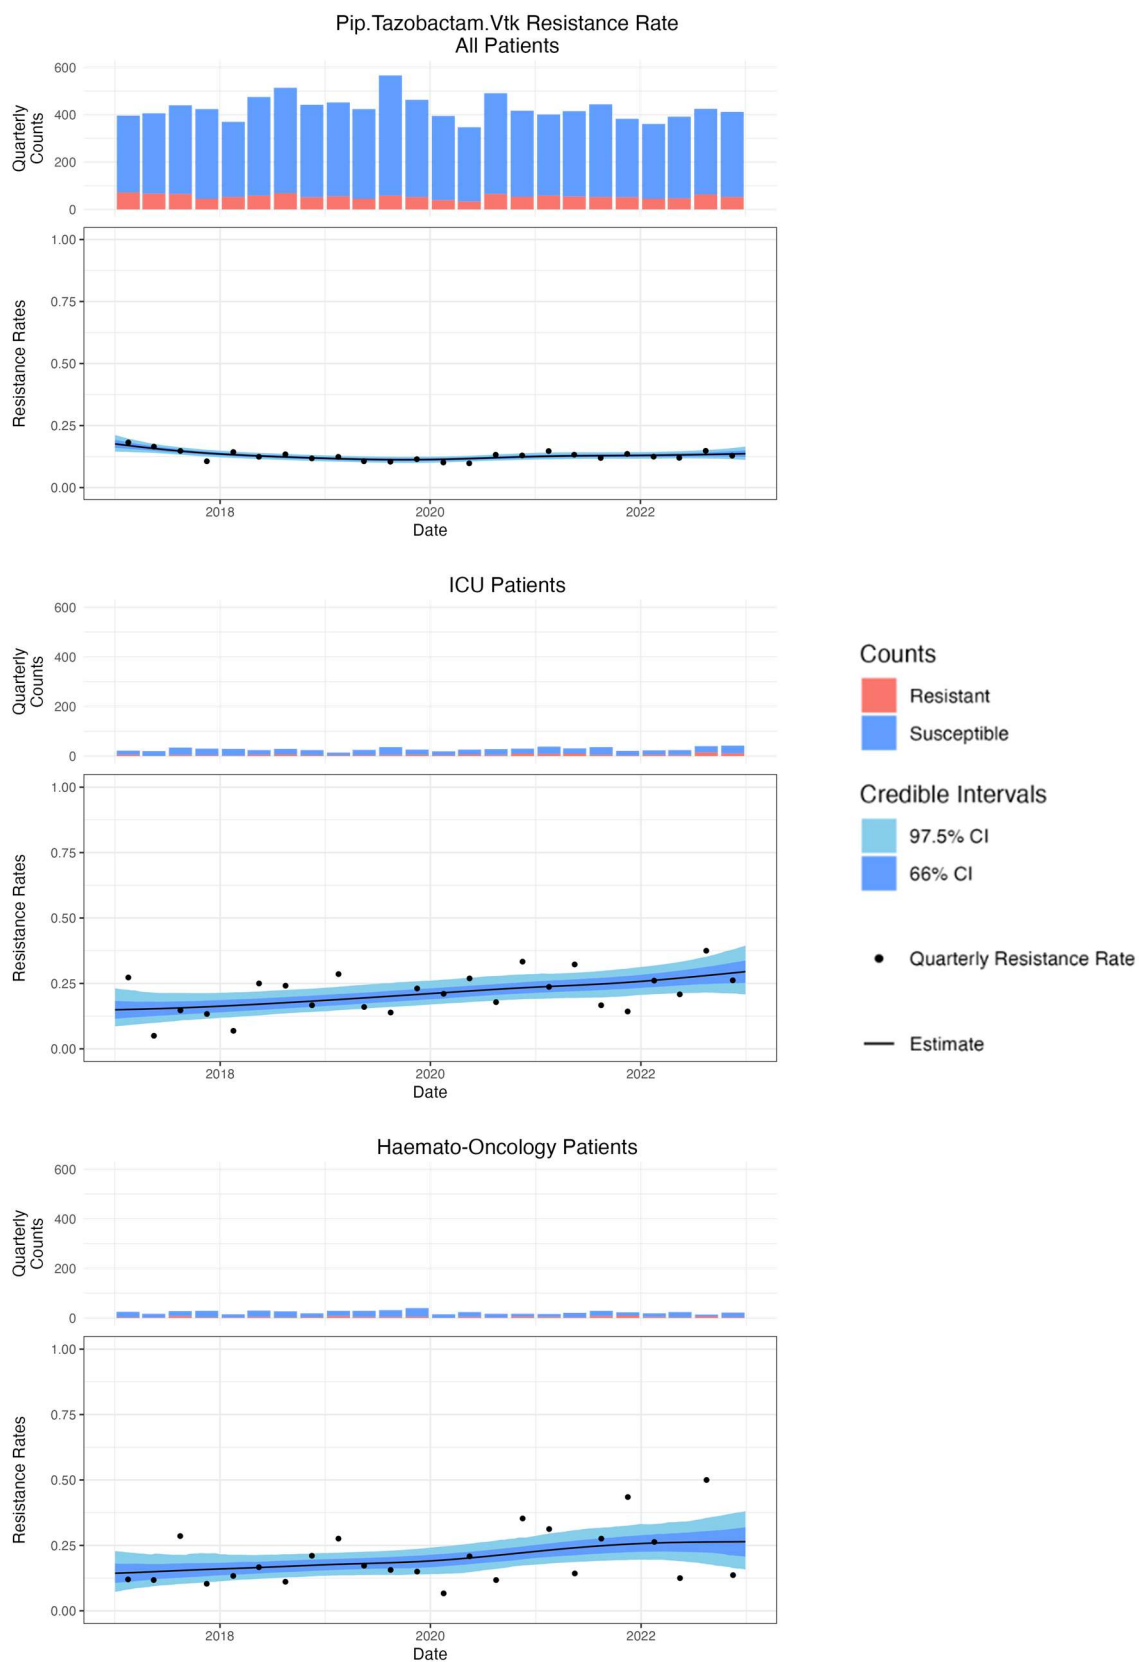 Pip.Tazobactam.Vtk Resistance Rate
All Patients
Quarterly
Counts
600
400
200
0
Resistance Rates
1.00
0.75
0.50
0.25
0.00
2018
2020
2022
Date
ICU Patients
Quarterly
Counts
600
400
200
0
Resistance Rates
1.00
0.75
0.50
0.25
0.00
2018
2020
2022
Date
Haemato-Oncology Patients
Quarterly
Counts
600
400
200
0
Resistance Rates
1.00
0.75
0.50
0.25
0.00
2018
2020
2022
Date
Counts
Resistant
Susceptible
Credible Intervals
97.5% CI
66% CI
Quarterly Resistance Rate
Estimate